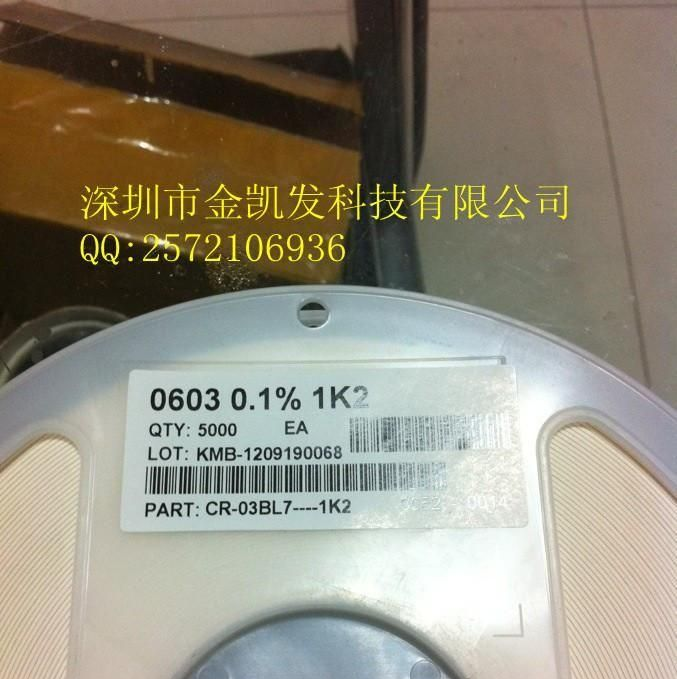 深圳市金凯发科技有限公司
QQ:2572106936
0603 0.1% 1K2
QTY: 5000 EA
LOT: KMB-1209190068
PART: CR-03BL7----1K2